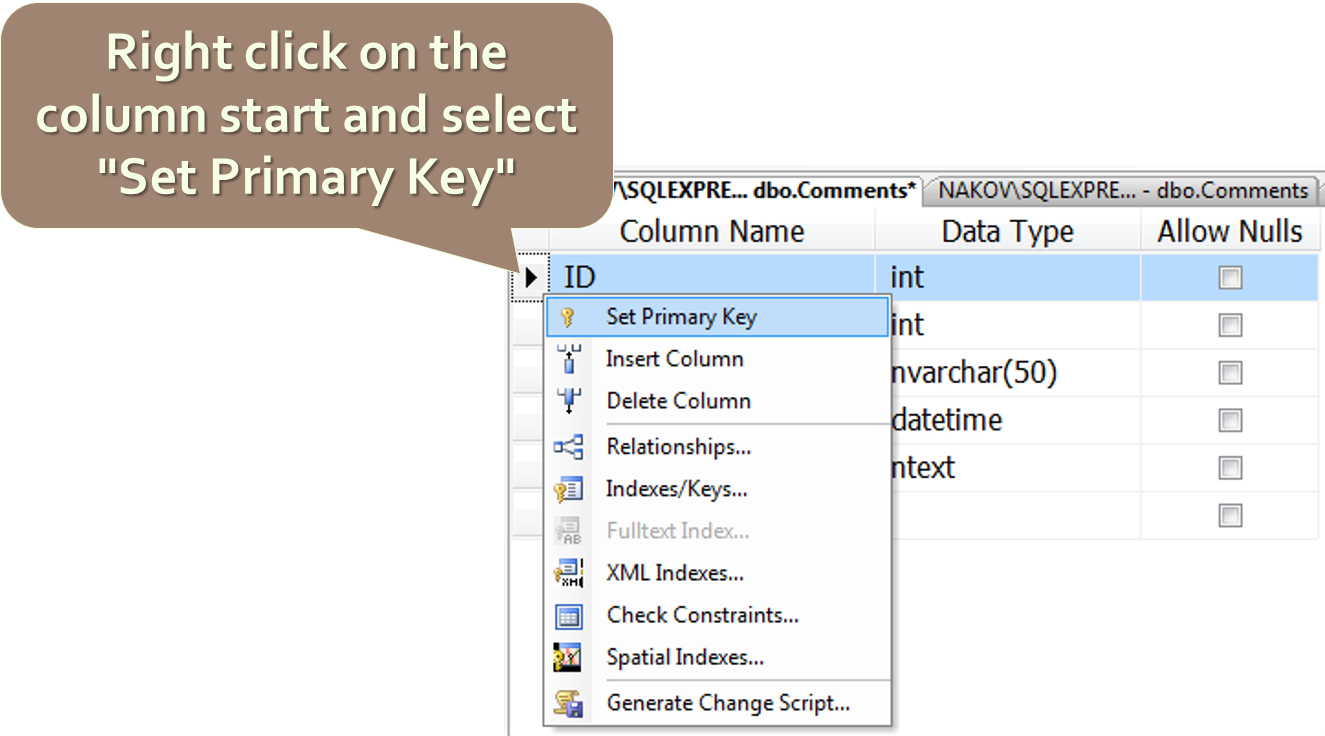 Right click on the
column start and select
"Set Primary Key"
\SQLEXPRE... dbo.Comments* NAKOV\SQLEXPRE... - dbo.Comments
Column Name Data Type Allow Nulls
ID int
Set Primary Key int
Insert Column nvarchar(50)
Delete Column datetime
Relationships... ntext
Indexes/Keys...
Fulltext Index...
XML Indexes...
Check Constraints...
Spatial Indexes...
Generate Change Script...